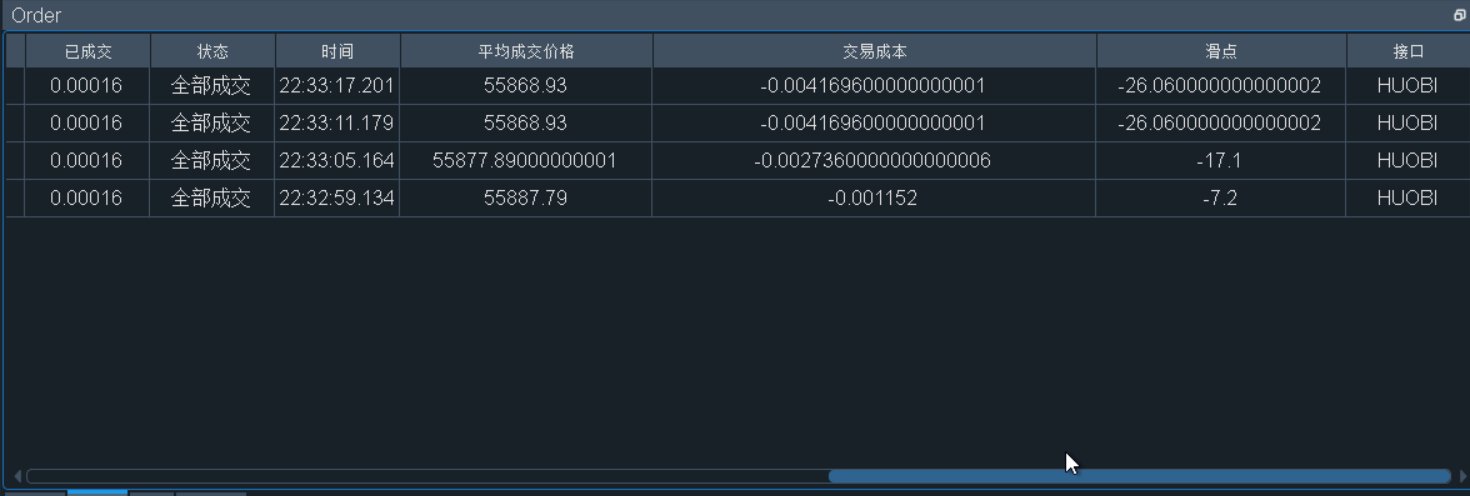 Order
已成交 状态 时间 平均成交价格 交易成本 滑点 接口
0.00016 全部成交 22:33:17.201 55868.93 -0.0041696000000000001 -26.060000000000002 HUOBI
0.00016 全部成交 22:33:11.179 55868.93 -0.0041696000000000001 -26.060000000000002 HUOBI
0.00016 全部成交 22:33:05.164 55877.89000000001 -0.0027360000000000006 -17.1 HUOBI
0.00016 全部成交 22:32:59.134 55887.79 -0.001152 -7.2 HUOBI